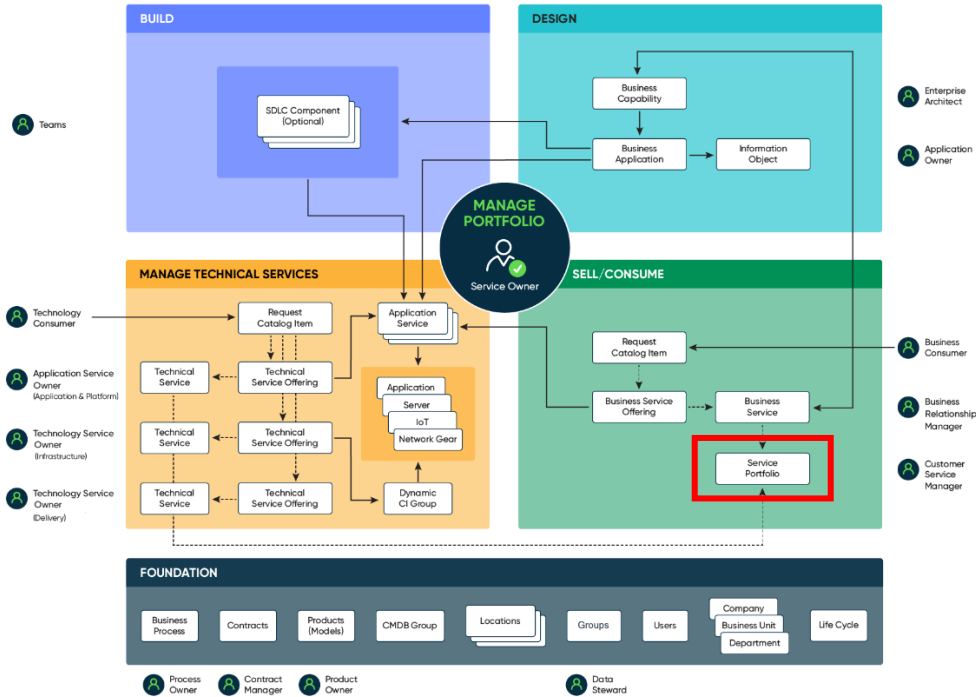 BUILD
SDLC Component
(Optional)
Teams
DESIGN
Business
Capability
Business
Application
Information
Object
Enterprise
Architect
Application
Owner
MANAGE
PORTFOLIO
Service Owner
MANAGE TECHNICAL SERVICES
Technology
Consumer
Request
Catalog Item
Application
Service
Application Service
Owner
(Application & Platform)
Technical
Service
Technical
Service Offering
Application
Server
IoT
Network Gear
Technology Service
Owner
(Infrastructure)
Technical
Service
Technical
Service Offering
Technology Service
Owner
(Delivery)
Technical
Service
Technical
Service Offering
Dynamic
CI Group
SELL/CONSUME
Request
Catalog Item
Business
Consumer
Business Service
Offering
Business
Service
Business
Relationship
Manager
Service
Portfolio
Customer
Service
Manager
FOUNDATION
Business
Process
Contracts
Products
(Models)
CMDB Group
Locations
Groups
Users
Company
Business Unit
Department
Life Cycle
Process
Owner
Contract
Manager
Product
Owner
Data
Steward